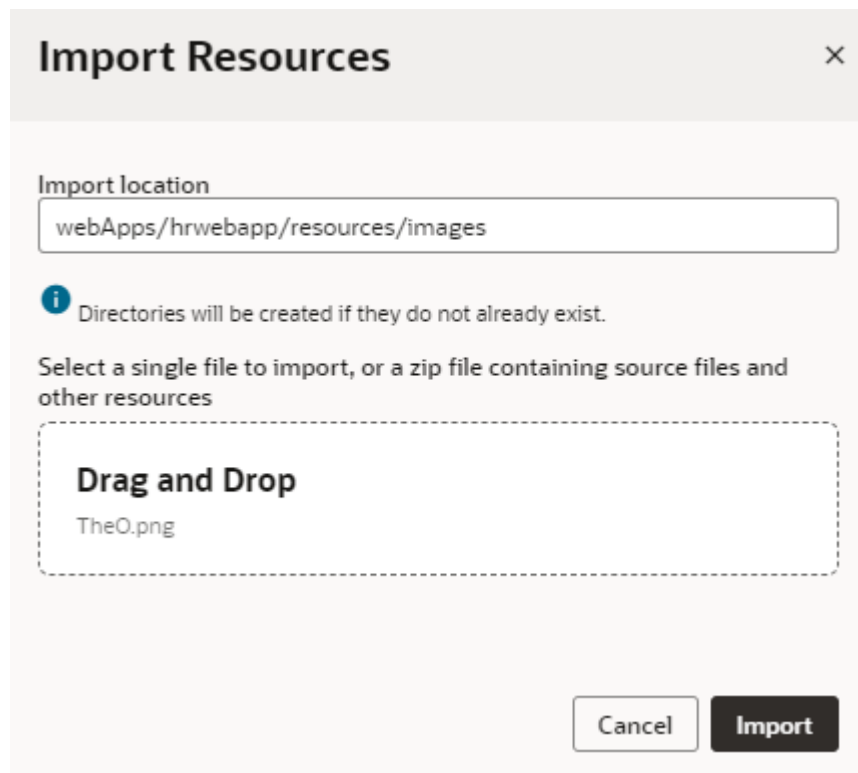 Import Resources
Import location
webApps/hrwebapp/resources/images
Directories will be created if they do not already exist.
Select a single file to import, or a zip file containing source files and
other resources
Drag and Drop
TheO.png
Cancel Import